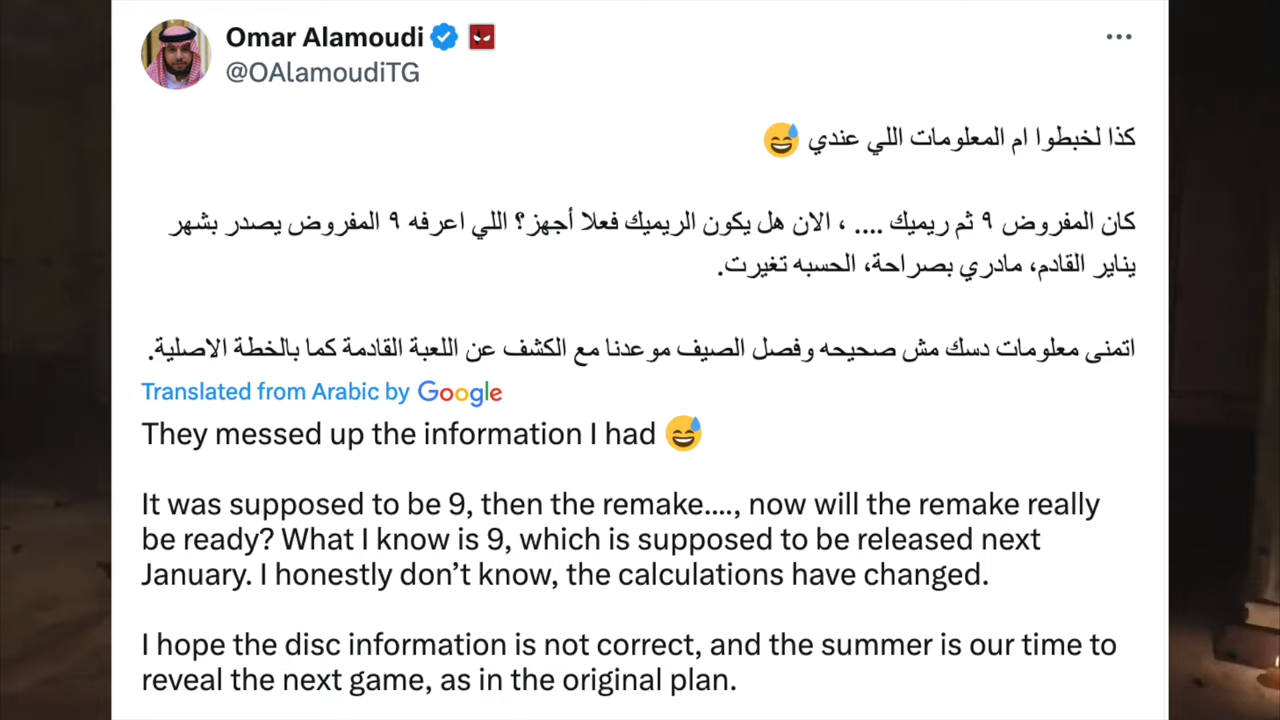 Omar Alamoudi
@OAlamoudiTG
كذا لخبطوا ام المعلومات اللي عندي 😅
كان المفروض ٩ ثم ريميك .... ، الان هل يكون الريميك فعلا أجهز؟ اللي اعرفه ٩ المفروض يصدر بشهر
يناير القادم، مادري بصراحة، الحسبه تغيرت.
اتمنى معلومات دسك مش صحيحه وفصل الصيف موعدنا مع الكشف عن اللعبة القادمة كما بالخطة الاصلية.
Translated from Arabic by Google
They messed up the information I had 😅
It was supposed to be 9, then the remake...., now will the remake really
be ready? What I know is 9, which is supposed to be released next
January. I honestly don’t know, the calculations have changed.
I hope the disc information is not correct, and the summer is our time to
reveal the next game, as in the original plan.